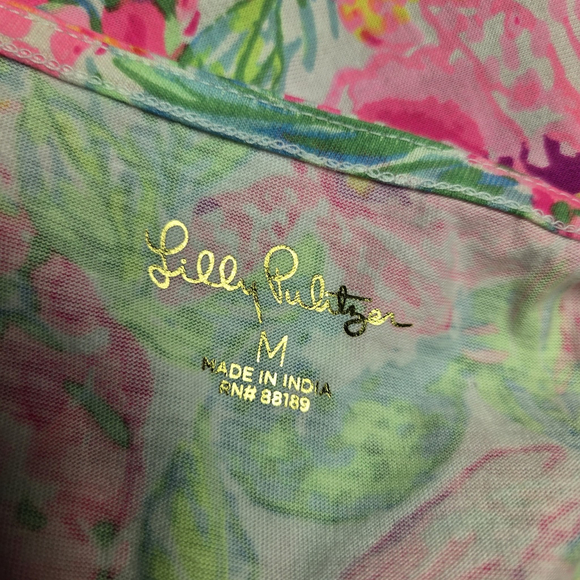 Lilly Pulitzer
M
MADE IN INDIA
RN# 88189